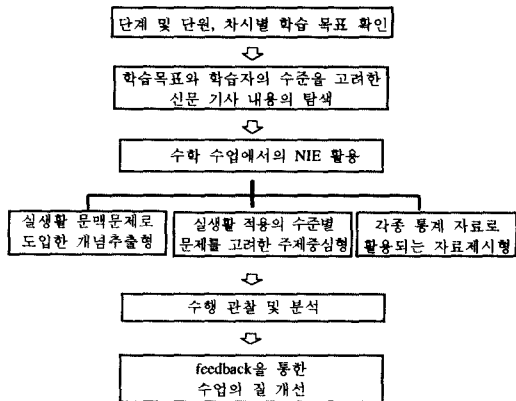 단계 및 단원, 차시별 학습 목표 확인
학습목표와 학습자의 수준을 고려한
신문 기사 내용의 탐색
수학 수업에서의 NIE 활용
실생활 문맥문제로
도입한 개념추출형
실생활 적용의 수준별
문제를 고려한 주제중심형
각종 통계 자료로
활용되는 자료제시형
수행 관찰 및 분석
feedback을 통한
수업의 질 개선